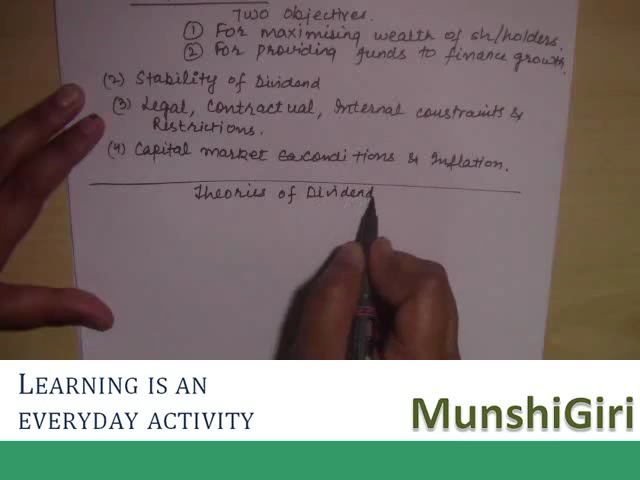 Two Objectives.
① For maximising wealth of sh/holders.
② For providing funds to finance growth.
(2) Stability of Dividend
(3) Legal, Contractual, Internal constraints &
Restrictions.
(4) Capital market conditions & Inflation.
Theories of Dividend
LEARNING IS AN
EVERYDAY ACTIVITY
MunshiGiri